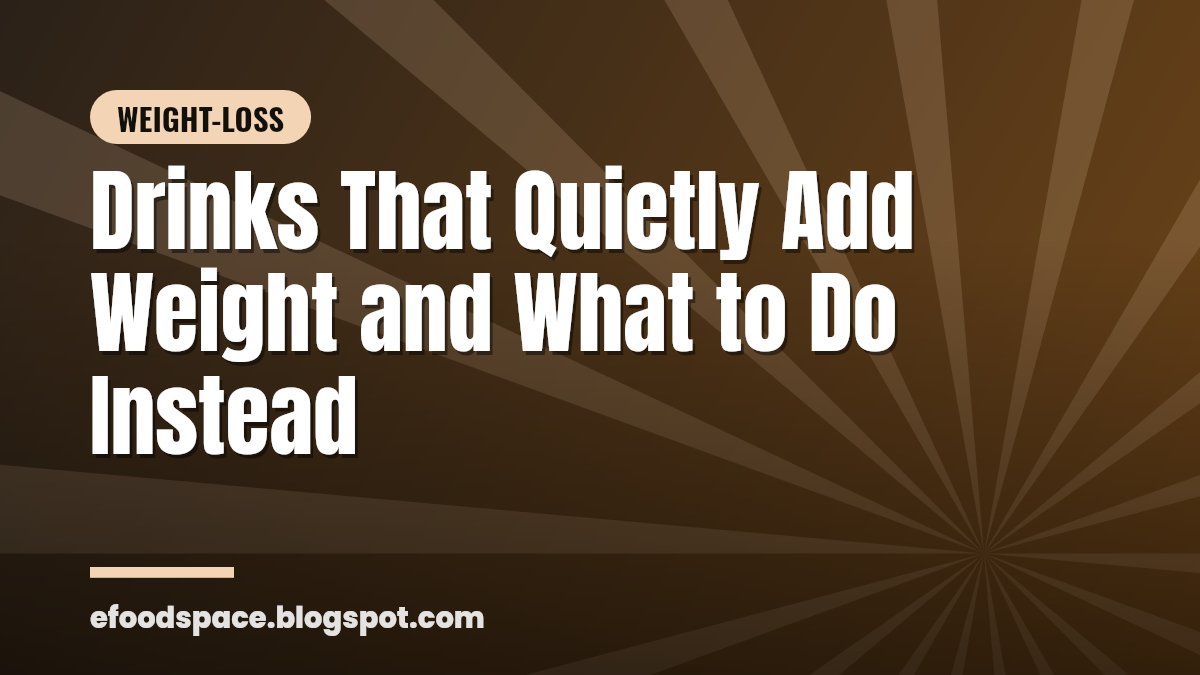 WEIGHT-LOSS
Drinks That Quietly Add
Weight and What to Do
Instead
efoodspace.blogspot.com